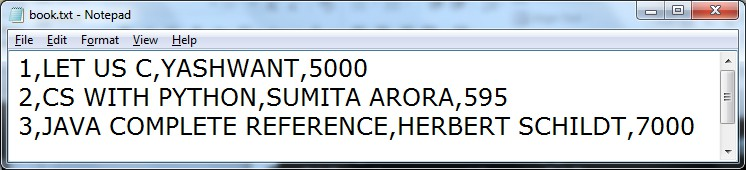 book.txt - Notepad
File Edit Format View Help
1,LET US C,YASHWANT,5000
2,CS WITH PYTHON,SUMITA ARORA,595
3,JAVA COMPLETE REFERENCE,HERBERT SCHILDT,7000